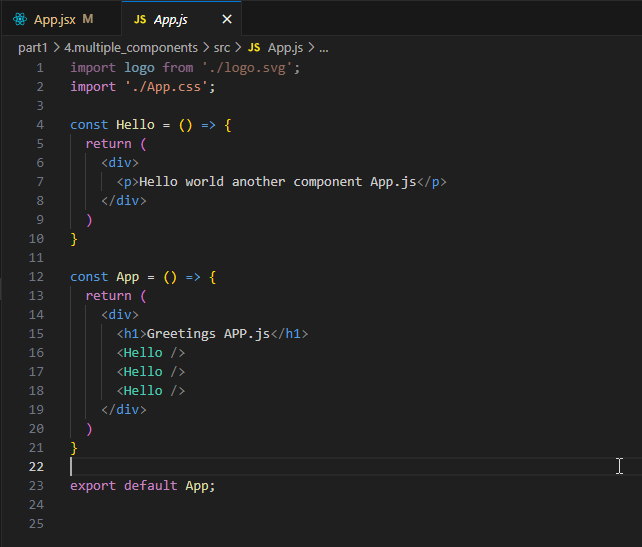 App.jsx M JS App.js ×
part1 > 4.multiple_components > src > JS App.js > ...
1 import logo from './logo.svg';
2 import './App.css';
3
4 const Hello = () => {
5 return (
6 <div>
7 <p>Hello world another component App.js</p>
8 </div>
9 )
10 }
11
12 const App = () => {
13 return (
14 <div>
15 <h1>Greetings APP.js</h1>
16 <Hello />
17 <Hello />
18 <Hello />
19 </div>
20 )
21 }
22
23 export default App;
24
25